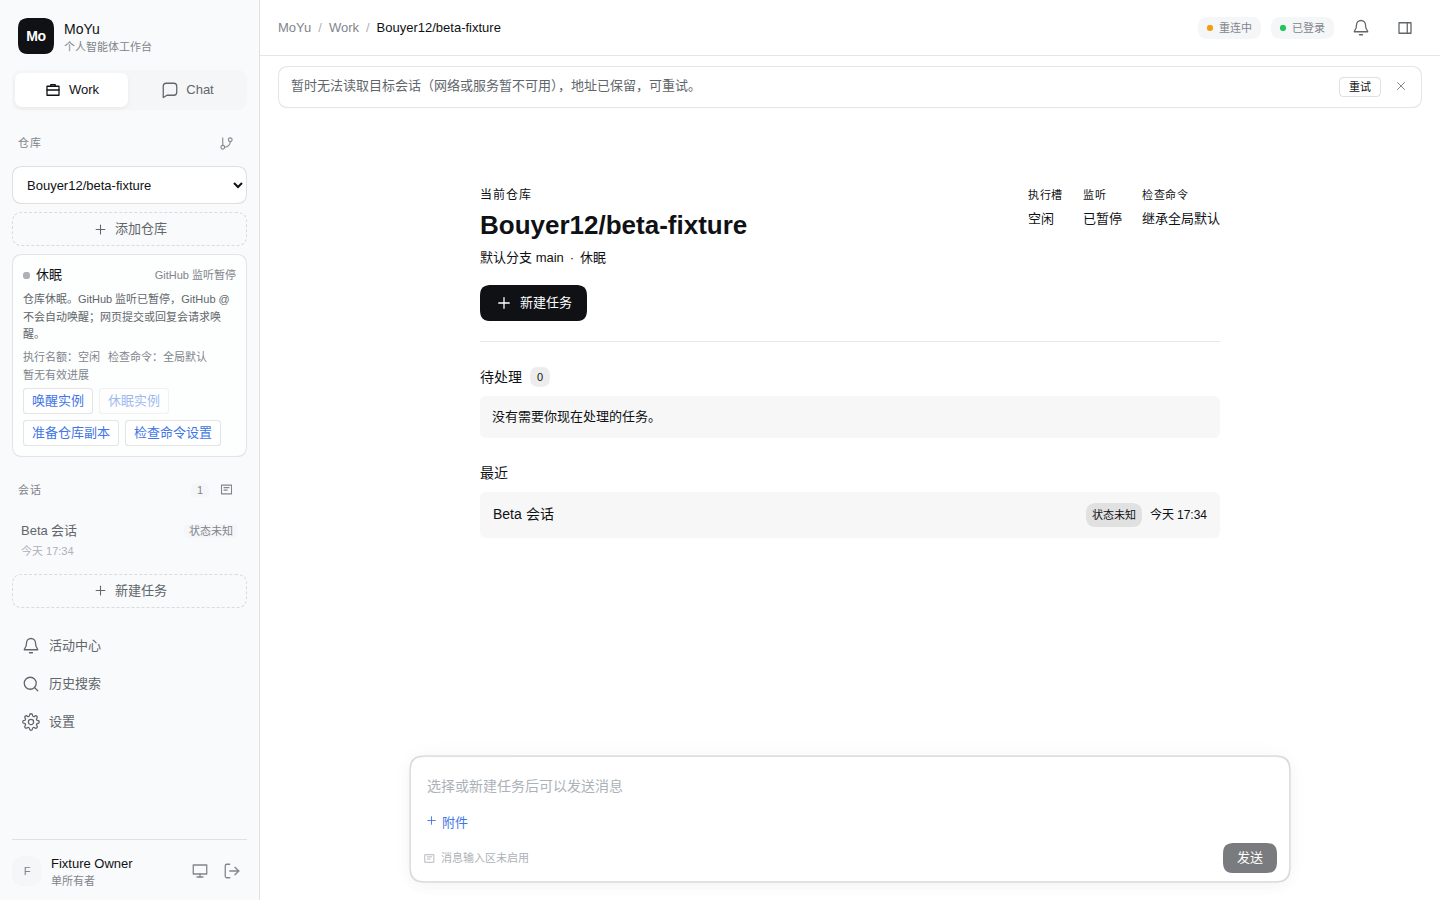 Mo
MoYu
个人智能体工作台
Work
Chat
仓库
Bouyer12/beta-fixture
添加仓库
休眠
GitHub 监听暂停
仓库休眠。GitHub 监听已暂停，GitHub @
不会自动唤醒；网页提交或回复会请求唤
醒。
执行名额：空闲 检查命令：全局默认
暂无有效进展
唤醒实例
休眠实例
准备仓库副本
检查命令设置
会话
1
Beta 会话
状态未知
今天 17:34
新建任务
活动中心
历史搜索
设置
F
Fixture Owner
单所有者
MoYu / Work / Bouyer12/beta-fixture
重连中
已登录
暂时无法读取目标会话（网络或服务暂不可用），地址已保留，可重试。
重试
当前仓库
Bouyer12/beta-fixture
默认分支 main · 休眠
执行槽
空闲
监听
已暂停
检查命令
继承全局默认
新建任务
待处理 0
没有需要你现在处理的任务。
最近
Beta 会话
状态未知
今天 17:34
选择或新建任务后可以发送消息
附件
消息输入区未启用
发送